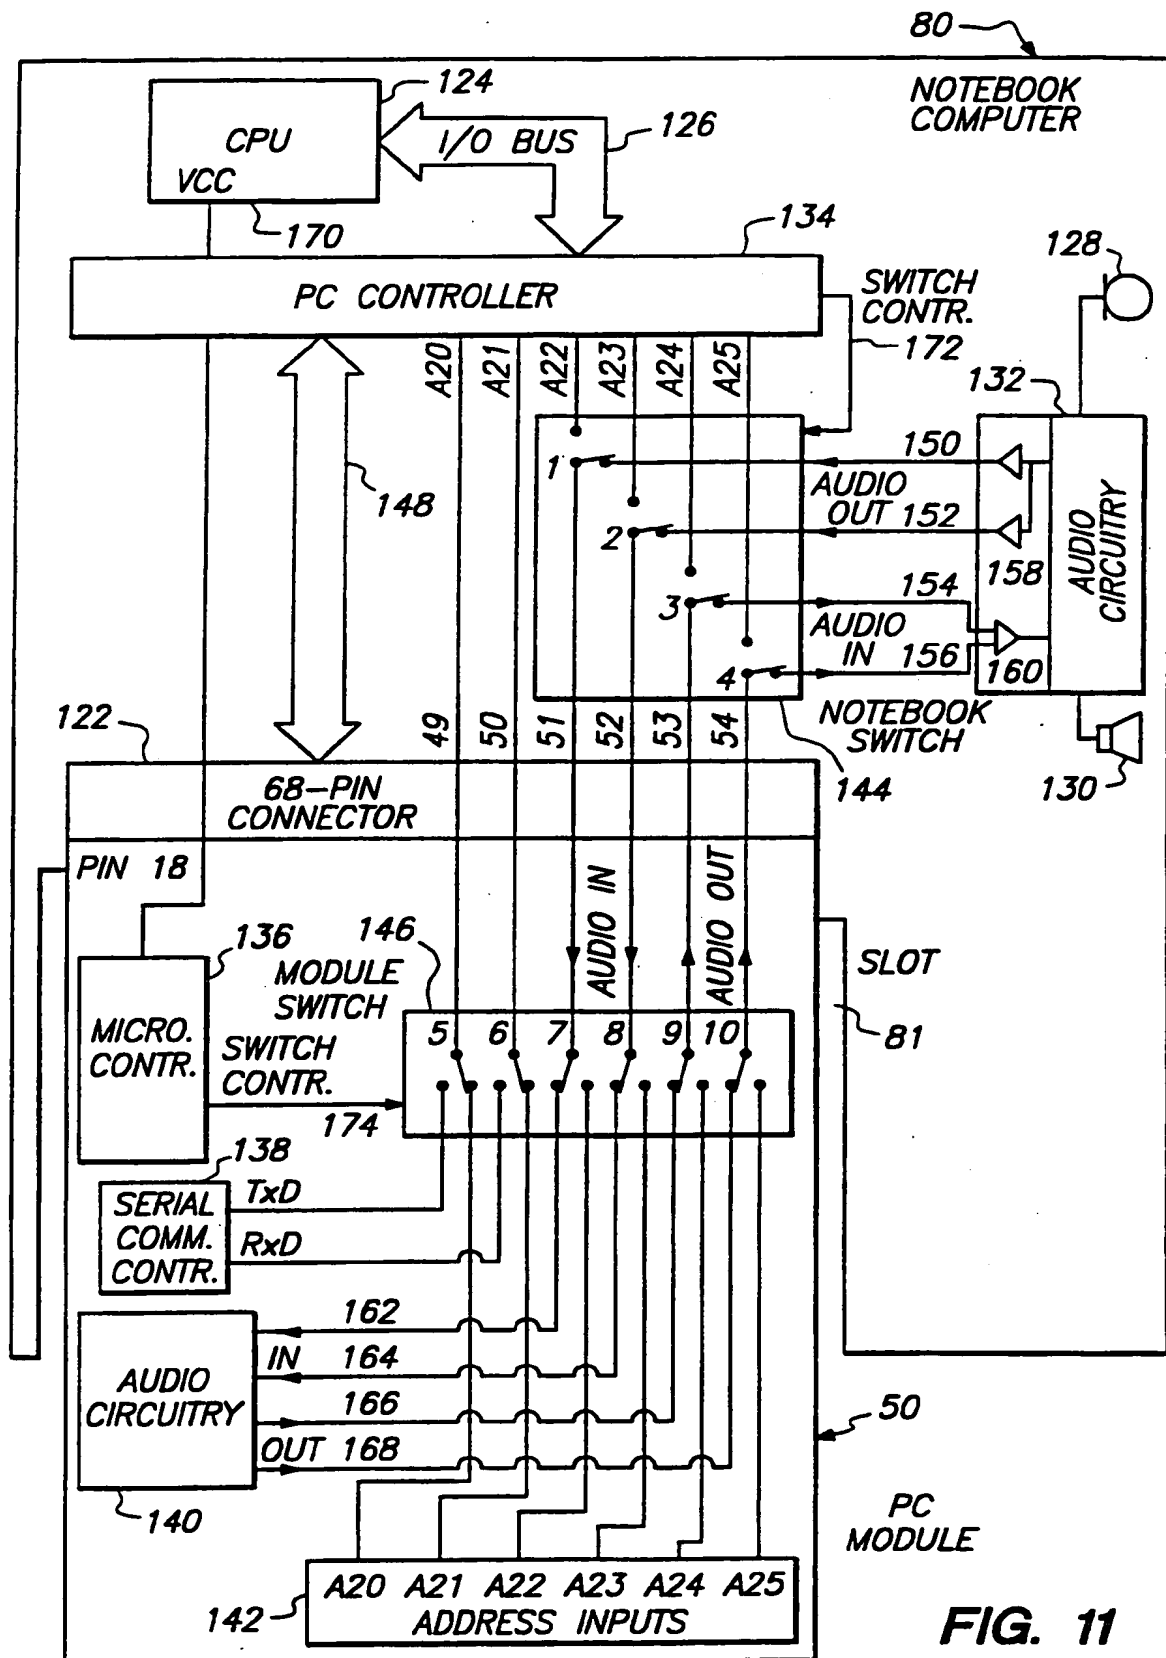 80
NOTEBOOK
COMPUTER
124
CPU
VCC
170
I/O BUS
126
134
PC CONTROLLER
SWITCH
CONTR.
172
128
A20
A21
A22
A23
A24
A25
132
148
1
2
3
4
150
AUDIO
OUT 152
154
AUDIO
IN 156
158
160
AUDIO
CIRCUITRY
122
49
50
51
52
53
54
NOTEBOOK
SWITCH
144
130
68-PIN
CONNECTOR
PIN 18
136
MODULE
SWITCH
146
AUDIO IN
AUDIO OUT
SLOT
81
MICRO.
CONTR.
SWITCH
CONTR.
174
5 6 7 8 9 10
138
SERIAL
COMM.
CONTR.
TxD
RxD
162
IN 164
166
OUT 168
AUDIO
CIRCUITRY
140
50
PC
MODULE
A20 A21 A22 A23 A24 A25
ADDRESS INPUTS
142
FIG. 11